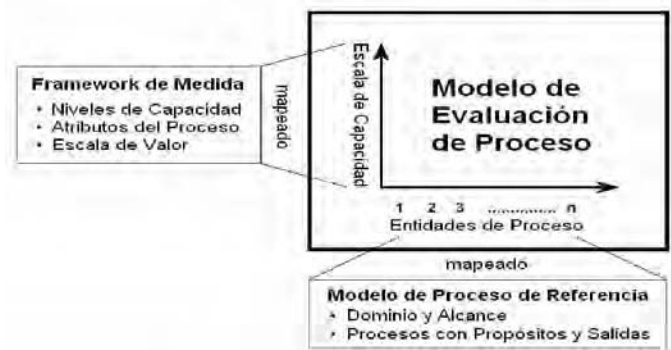 Framework de Medida
• Niveles de Capacidad
• Atributos del Proceso
• Escala de Valor
mapeado
Escala de Capacidad
Modelo de
Evaluación
de Proceso
1 2 3 ............... n
Entidades de Proceso
mapeado
Modelo de Proceso de Referencia
• Dominio y Alcance
• Procesos con Propósitos y Salidas